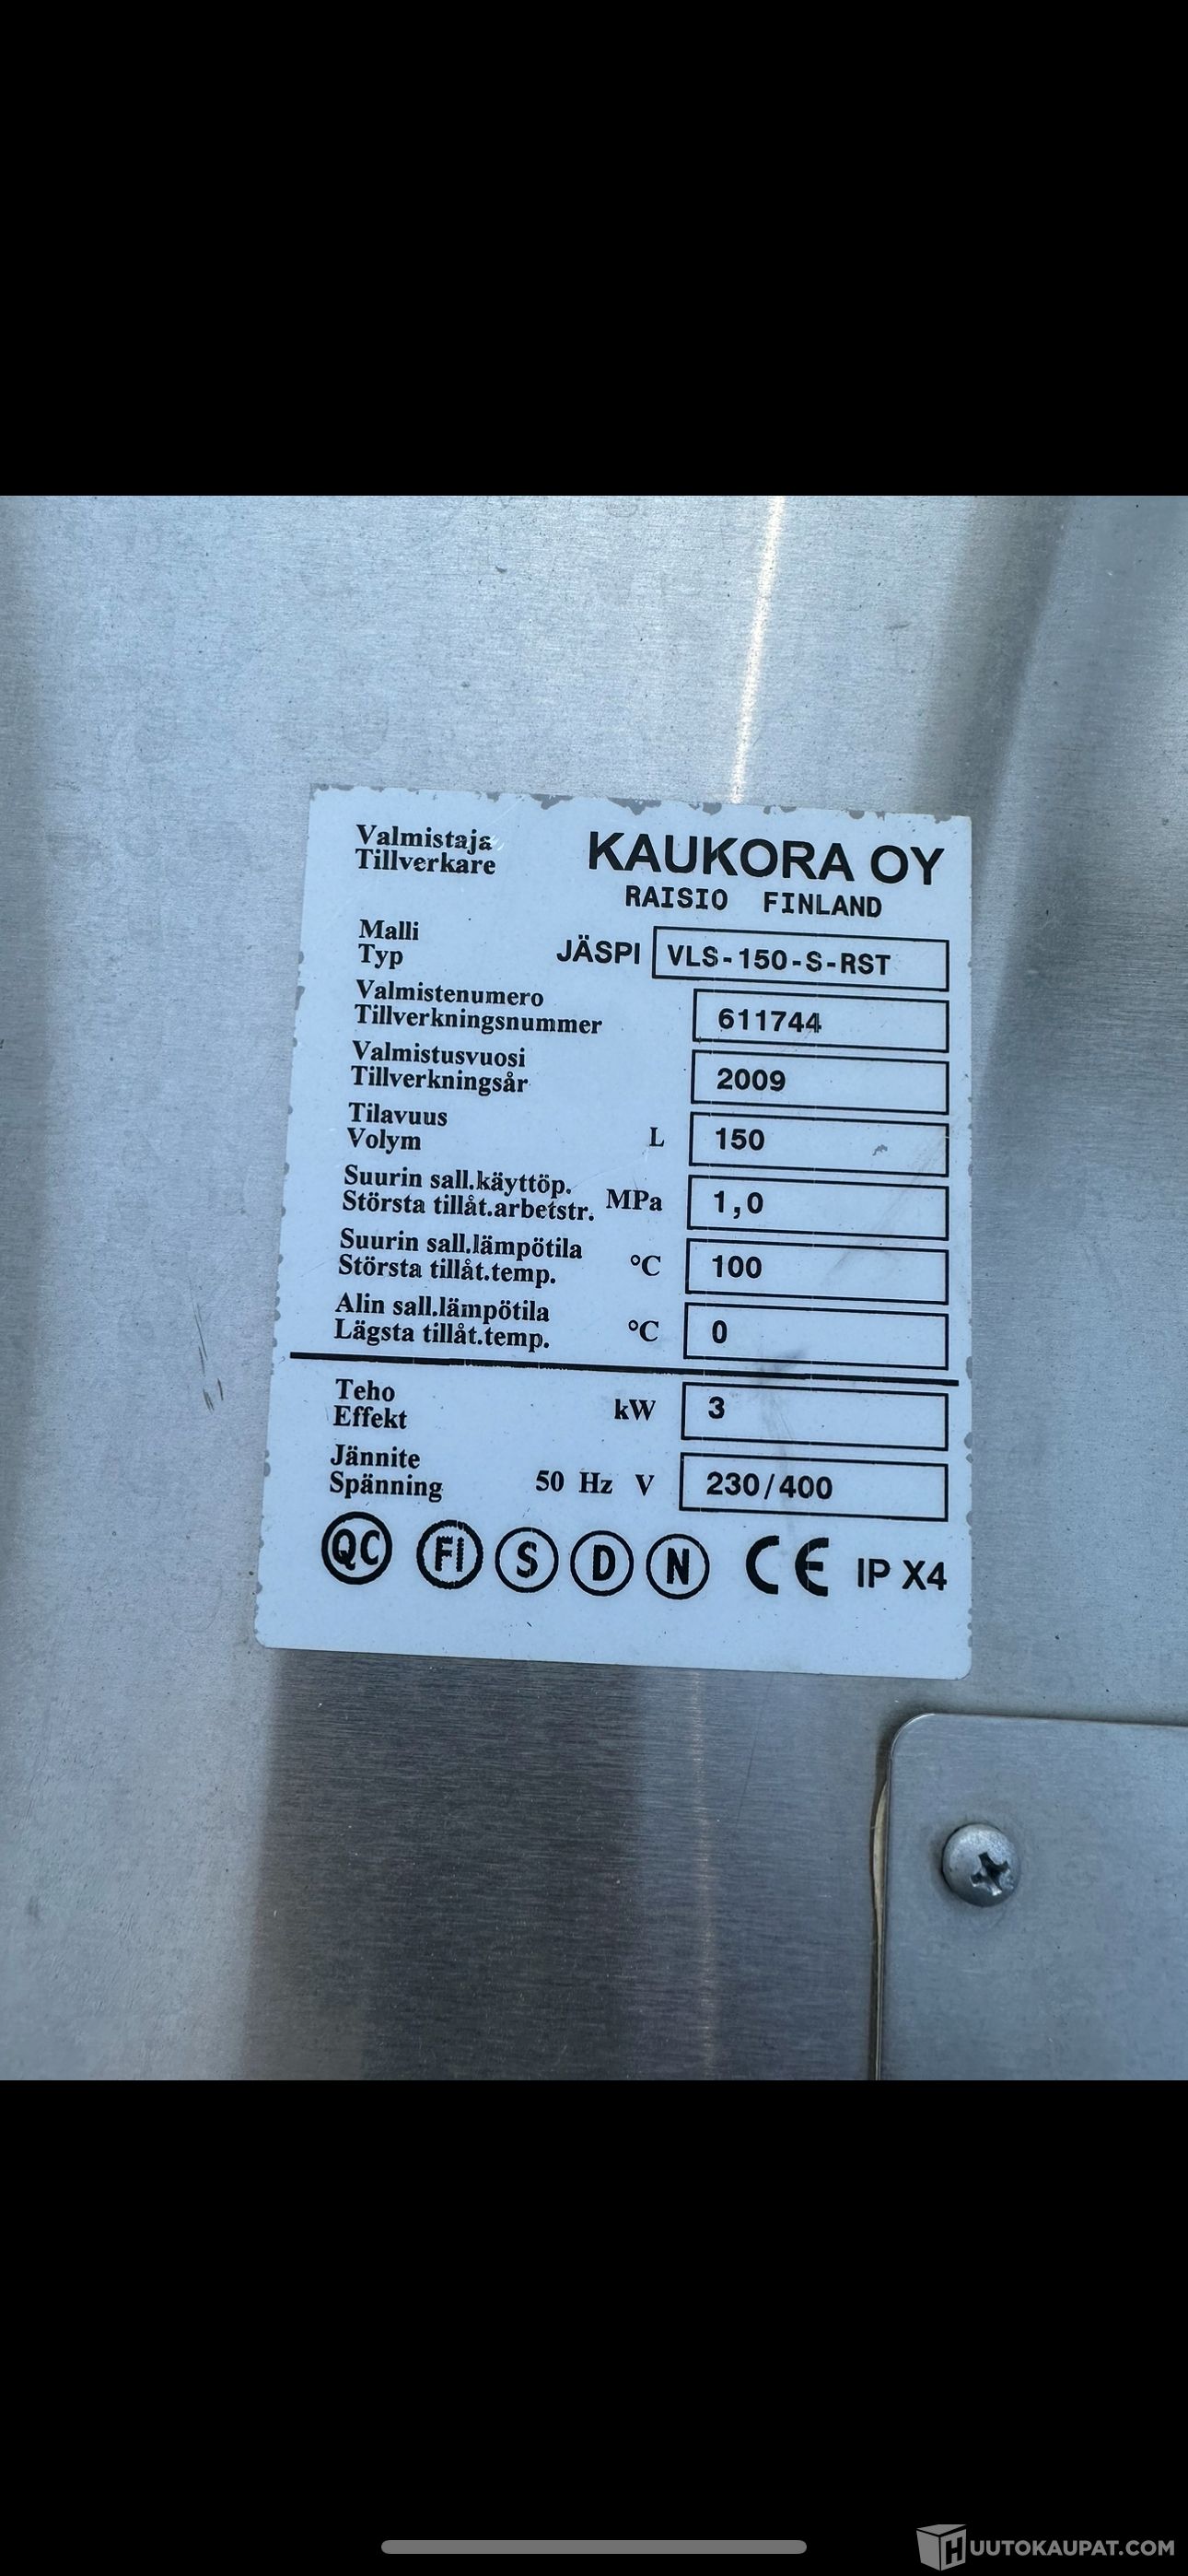 Valmistaja
Tillverkare
KAUKORA OY
RAISIO FINLAND
Malli
Typ
JÄSPI VLS-150-S-RST
Valmistenumero
Tillverkningsnummer
611744
Valmistusvuosi
Tillverkningsår
2009
Tilavuus
Volym
L 150
Suurin sall.käyttöp.
Största tillåt.arbetstr.
MPa 1,0
Suurin sall.lämpötila
Största tillåt.temp.
°C 100
Alin sall.lämpötila
Lägsta tillåt.temp.
°C 0
Teho
Effekt
kW 3
Jännite
Spänning
50 Hz V 230/400
QC FI S D N CE IP X4
HUUTOKAUPAT.COM